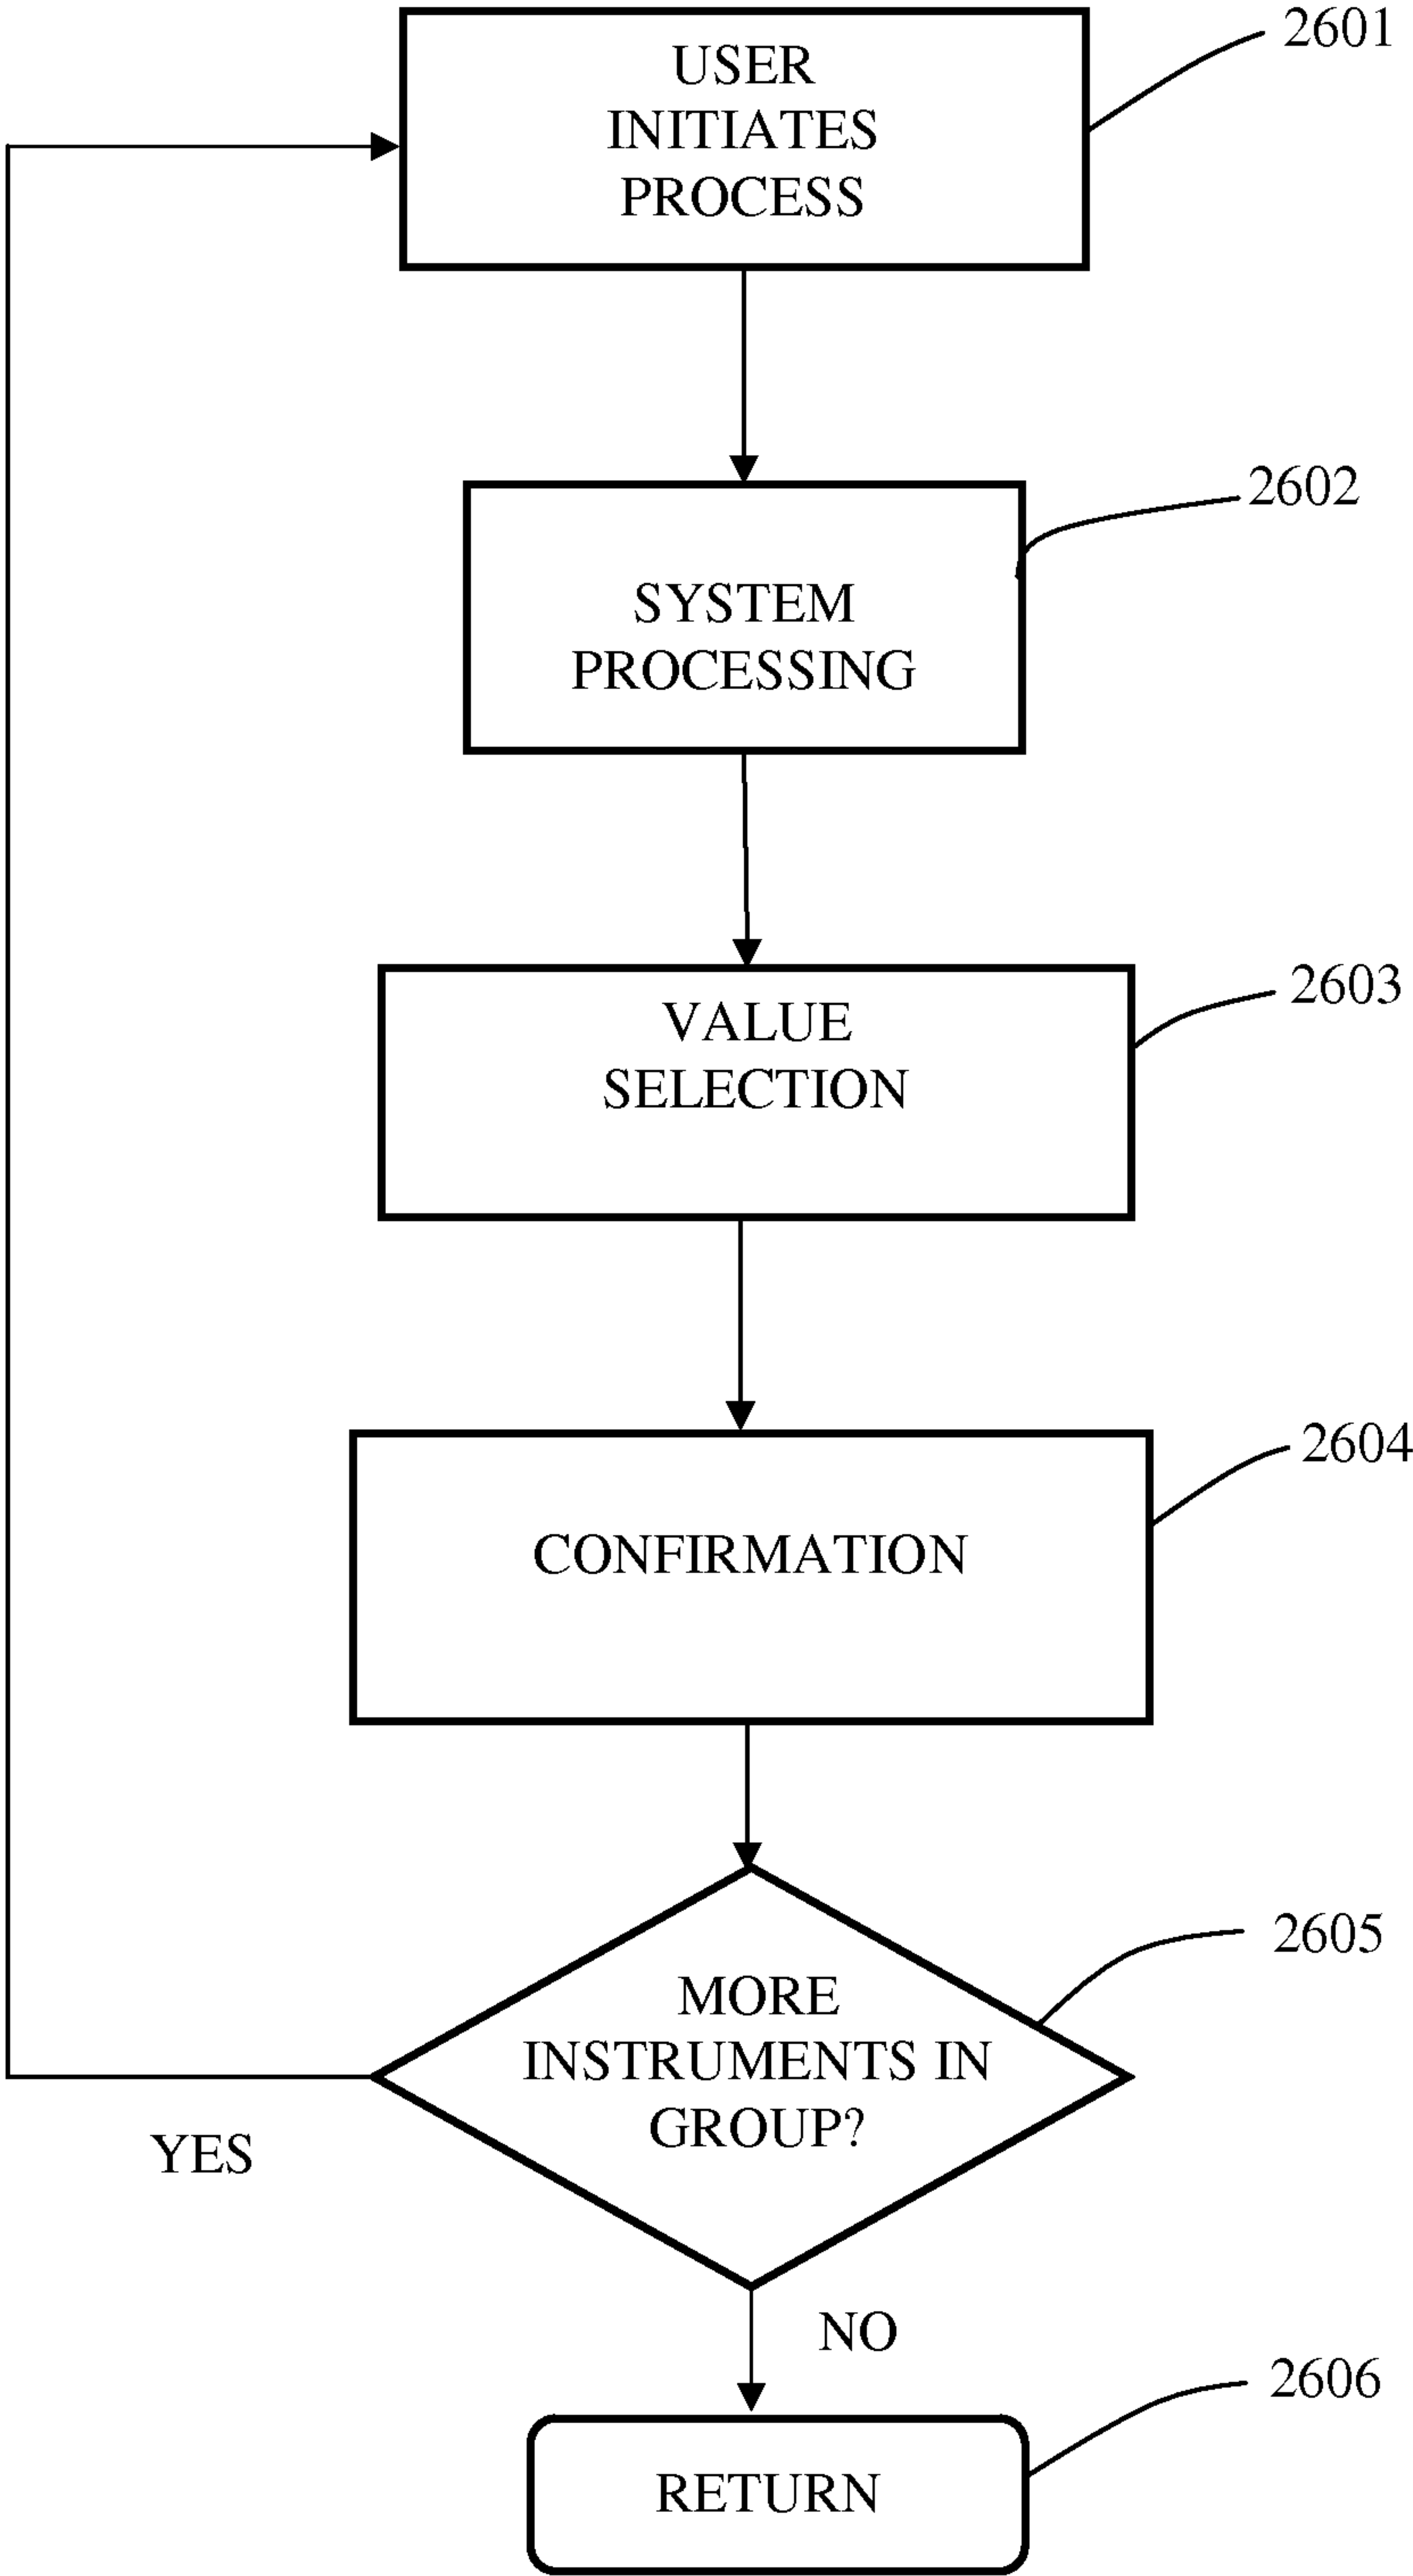 2601
USER
INITIATES
PROCESS
2602
SYSTEM
PROCESSING
2603
VALUE
SELECTION
2604
CONFIRMATION
2605
MORE
INSTRUMENTS IN
GROUP?
YES
NO
2606
RETURN